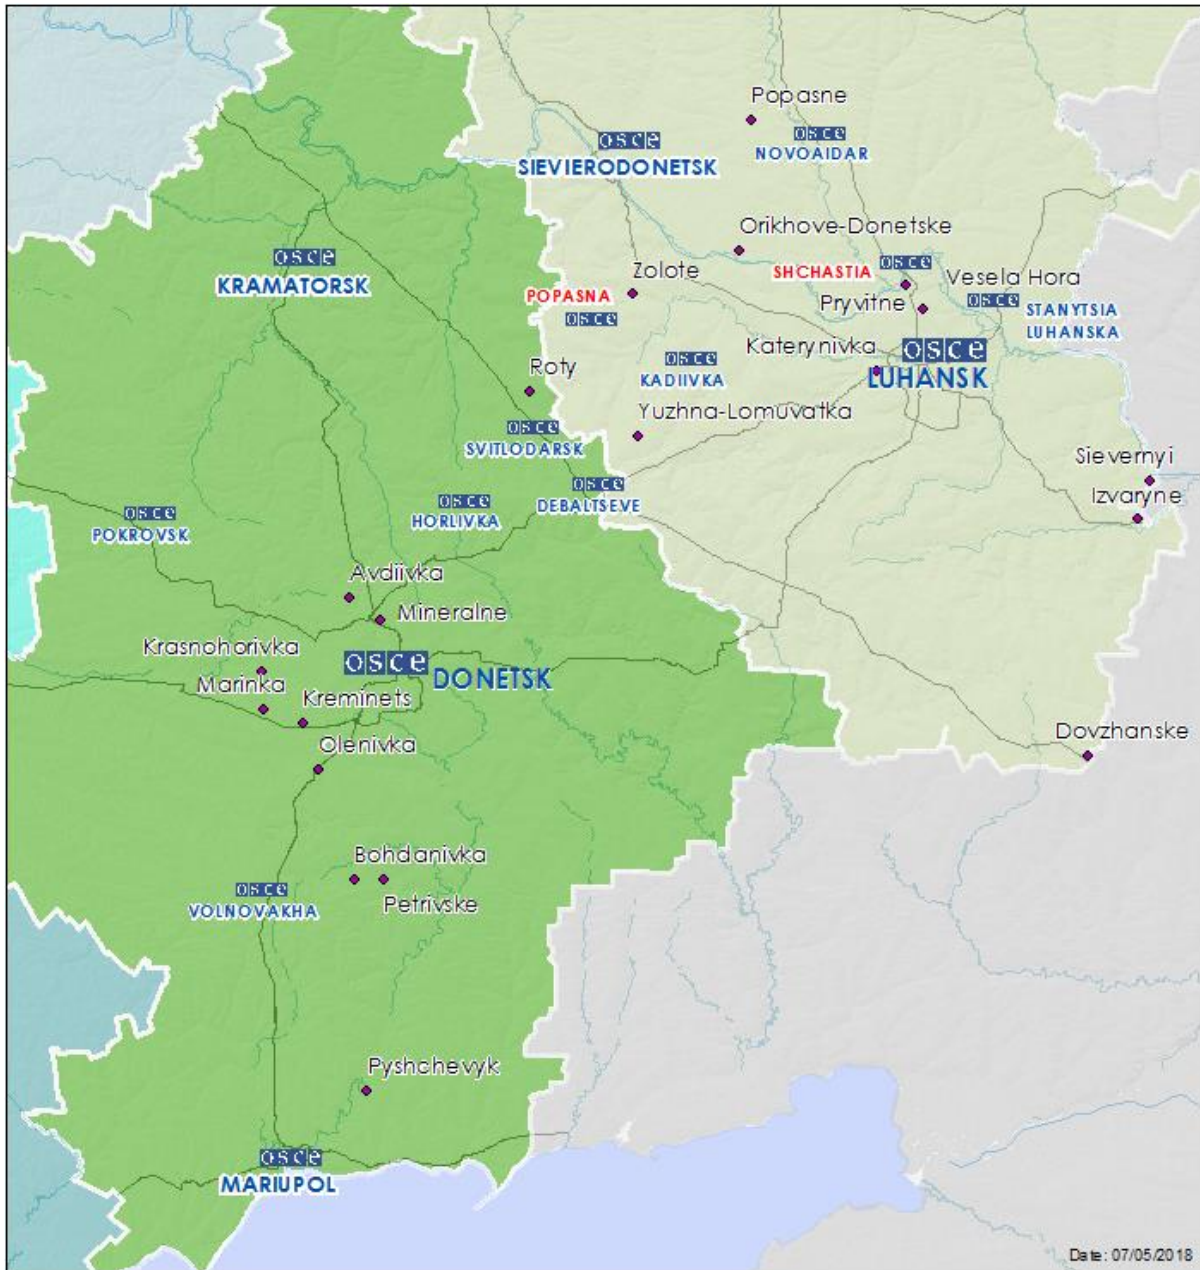 Popasne
osce
NOVOAIDAR
osce
SIEVIERODONETSK
Orikhove-Donetske
osce
KRAMATORSK
Zolote
SHCHASTIA
osce
Vesela Hora
POPASNA
osce
Pryvitne
osce
STANYTSIA
LUHANSKA
Katerynivka
osce
LUHANSK
osce
KADIIVKA
Roty
Yuzhna-Lomuvatka
osce
SVITLODARSK
Sievernyi
Izvaryne
osce
DEBALTSEVE
osce
HORLIVKA
osce
POKROVSK
Avdiivka
Mineralne
Krasnohorivka
osce
DONETSK
Marinka
Kreminets
Olenivka
Dovzhanske
Bohdanivka
osce
VOLNOVAKHA
Petrivske
Pyshchevyk
osce
MARIUPOL
Date: 07/05/2018